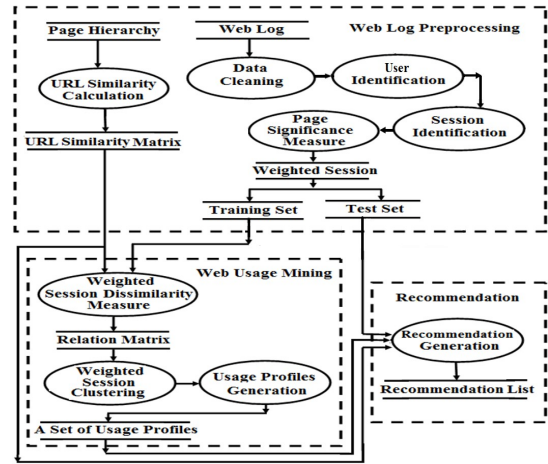 Page Hierarchy
Web Log
Web Log Preprocessing
URL Similarity
Calculation
Data
Cleaning
User
Identification
URL Similarity Matrix
Page
Significance
Measure
Session
Identification
Weighted Session
Training Set
Test Set
Web Usage Mining
Weighted
Session Dissimilarity
Measure
Relation Matrix
Weighted
Session
Clustering
Usage Profiles
Generation
A Set of Usage Profiles
Recommendation
Recommendation
Generation
Recommendation List